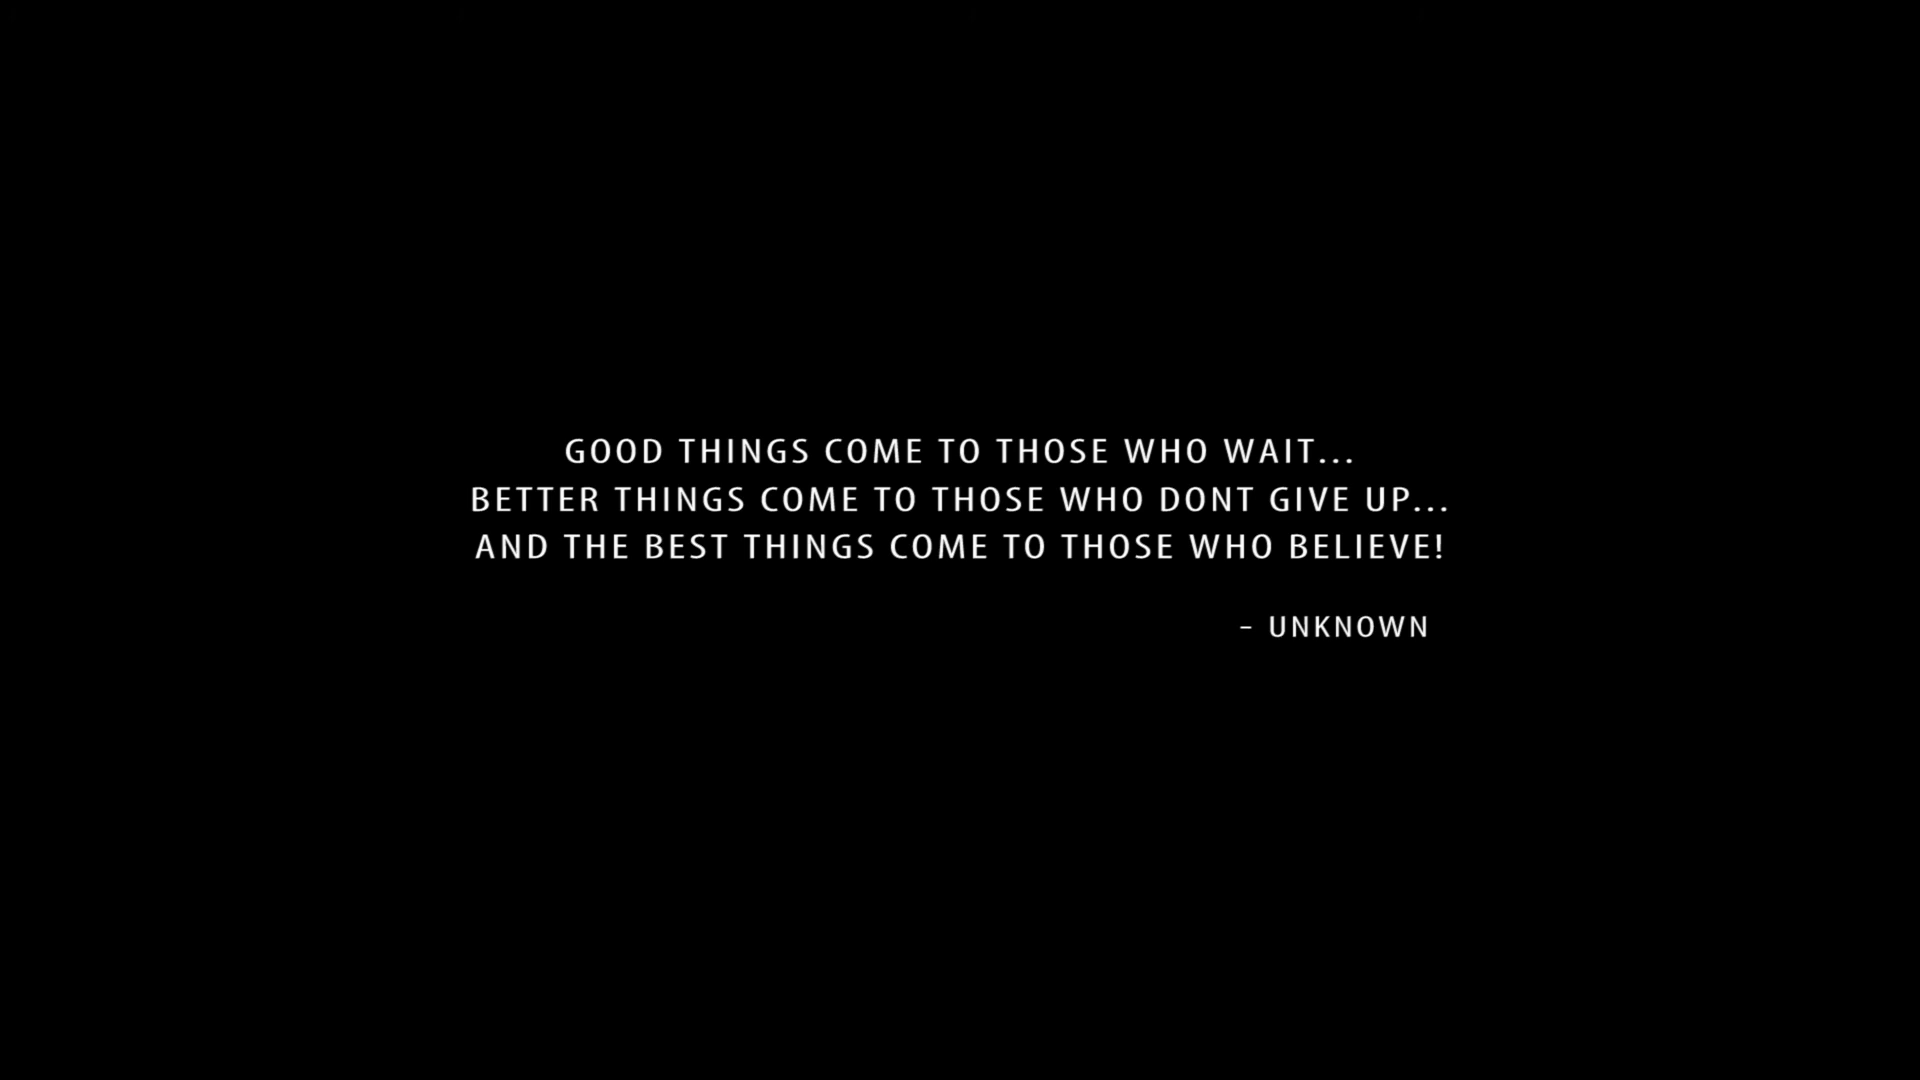 GOOD THINGS COME TO THOSE WHO WAIT...
BETTER THINGS COME TO THOSE WHO DONT GIVE UP...
AND THE BEST THINGS COME TO THOSE WHO BELIEVE!
– UNKNOWN